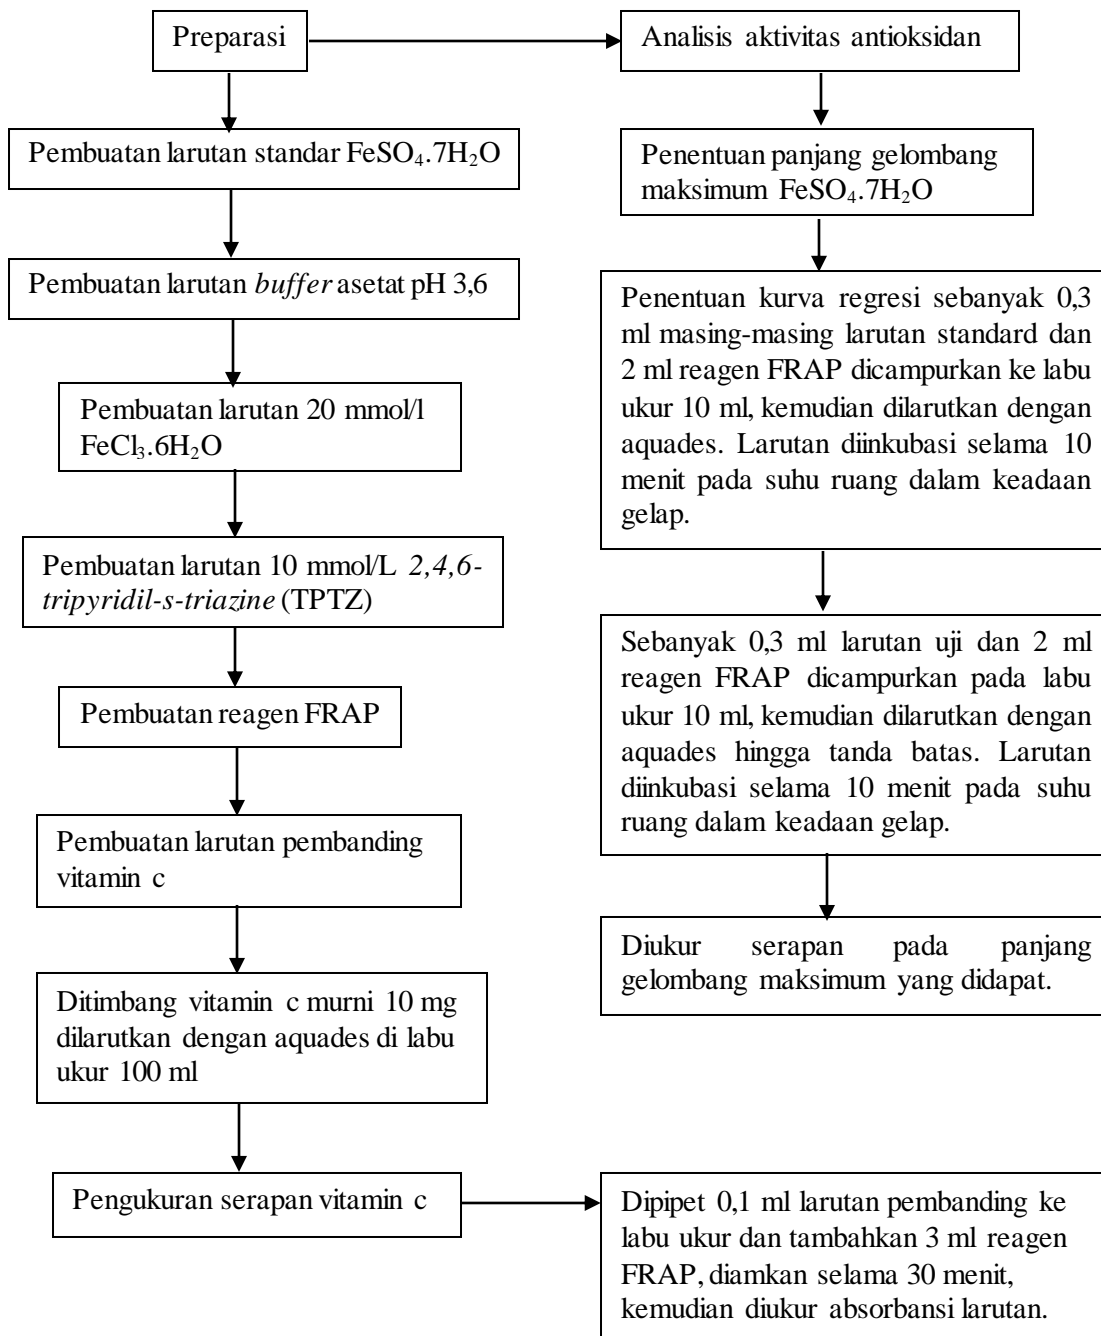 Preparasi
Pembuatan larutan standar FeSO₄.7H₂O
Pembuatan larutan buffer asetat pH 3,6
Pembuatan larutan 20 mmol/l
FeCl₃.6H₂O
Pembuatan larutan 10 mmol/L 2,4,6-
tripyridil-s-triazine (TPTZ)
Pembuatan reagen FRAP
Pembuatan larutan pembanding
vitamin c
Ditimbang vitamin c murni 10 mg
dilarutkan dengan aquades di labu
ukur 100 ml
Pengukuran serapan vitamin c
Dipipet 0,1 ml larutan pembanding ke
labu ukur dan tambahkan 3 ml reagen
FRAP, diamkan selama 30 menit,
kemudian diukur absorbansi larutan.
Analisis aktivitas antioksidan
Penentuan panjang gelombang
maksimum FeSO₄.7H₂O
Penentuan kurva regresi sebanyak 0,3
ml masing-masing larutan standard dan
2 ml reagen FRAP dicampurkan ke labu
ukur 10 ml, kemudian dilarutkan dengan
aquades. Larutan diinkubasi selama 10
menit pada suhu ruang dalam keadaan
gelap.
Sebanyak 0,3 ml larutan uji dan 2 ml
reagen FRAP dicampurkan pada labu
ukur 10 ml, kemudian dilarutkan dengan
aquades hingga tanda batas. Larutan
diinkubasi selama 10 menit pada suhu
ruang dalam keadaan gelap.
Diukur serapan pada panjang
gelombang maksimum yang didapat.